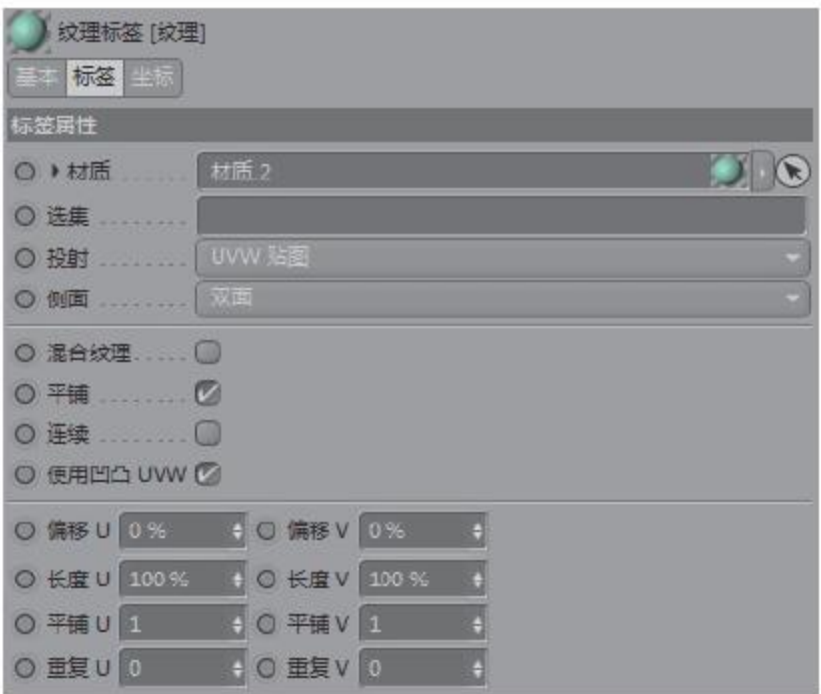 纹理标签 [纹理]
基本 标签 坐标
标签属性
材质 材质.2
选集
投射 UVW 贴图
侧面 双面
混合纹理
平铺
连续
使用凹凸 UVW
偏移 U 0 % 偏移 V 0 %
长度 U 100 % 长度 V 100 %
平铺 U 1 平铺 V 1
重复 U 0 重复 V 0